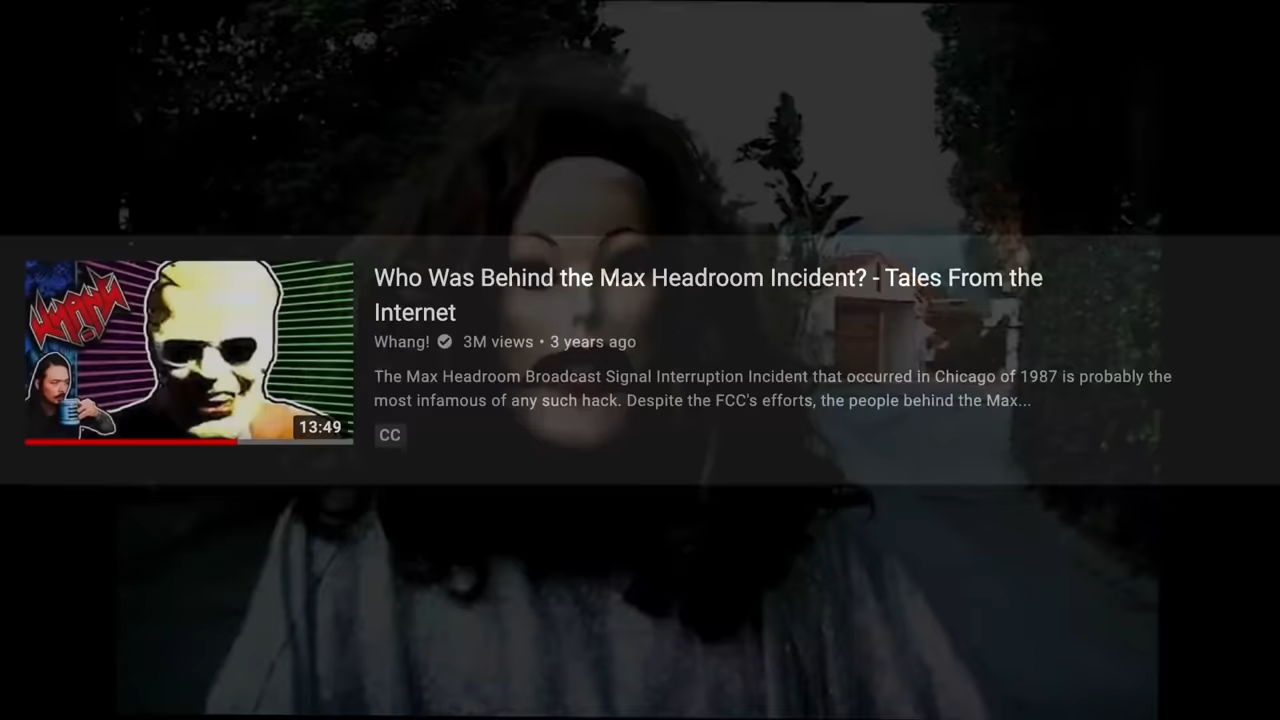 WHANG
13:49
Who Was Behind the Max Headroom Incident? - Tales From the
Internet
Whang! 3M views • 3 years ago
The Max Headroom Broadcast Signal Interruption Incident that occurred in Chicago of 1987 is probably the
most infamous of any such hack. Despite the FCC's efforts, the people behind the Max...
CC